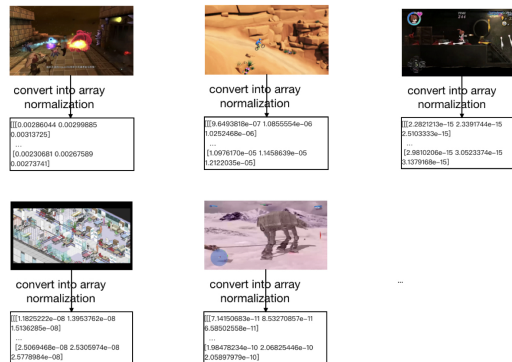 convert into array
normalization
[[[0.00286044 0.00299885
0.00313725]
...
[0.00230681 0.00267589
0.00273741]
convert into array
normalization
[[[9.6493818e-07 1.0855554e-06
1.0252468e-06]
...
[1.0976170e-05 1.1458639e-05
1.2122035e-05]
convert into array
normalization
[[[2.2821213e-15 2.3391744e-15
2.5103333e-15]
...
[2.9810206e-15 3.0523374e-15
3.1379168e-15]
convert into array
normalization
[[[1.1825222e-08 1.3953762e-08
1.5136285e-08]
...
[2.5069468e-08 2.5305974e-08
2.5778984e-08]
convert into array
normalization
[[[7.14150683e-11 8.53270857e-11
6.58502558e-11]
...
[1.98478234e-10 2.06825446e-10
2.05897979e-10]
...